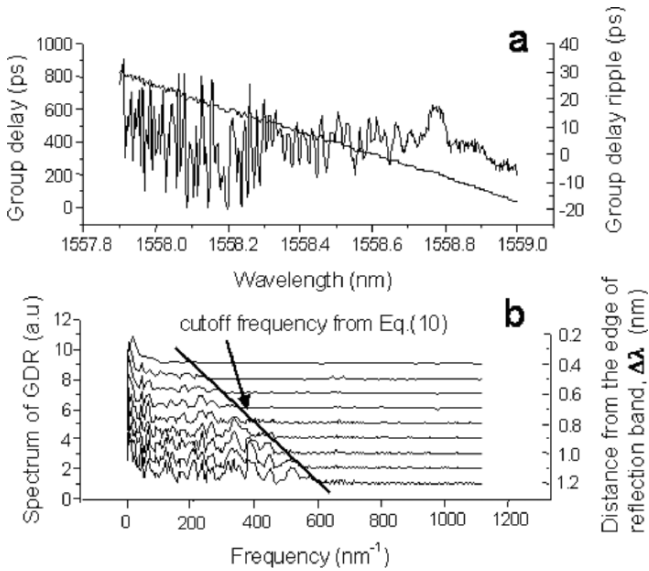 a
Group delay (ps)
1000
800
600
400
200
0
40
30
20
10
0
-10
-20
Group delay ripple (ps)
1557.8 1558.0 1558.2 1558.4 1558.6 1558.8 1559.0
Wavelength (nm)
b
cutoff frequency from Eq.(10)
Spectrum of GDR (a.u)
12
10
8
6
4
2
0
0.2
0.4
0.6
0.8
1.0
1.2
Distance from the edge of
reflection band, Δλ (nm)
0 200 400 600 800 1000 1200
Frequency (nm⁻¹)